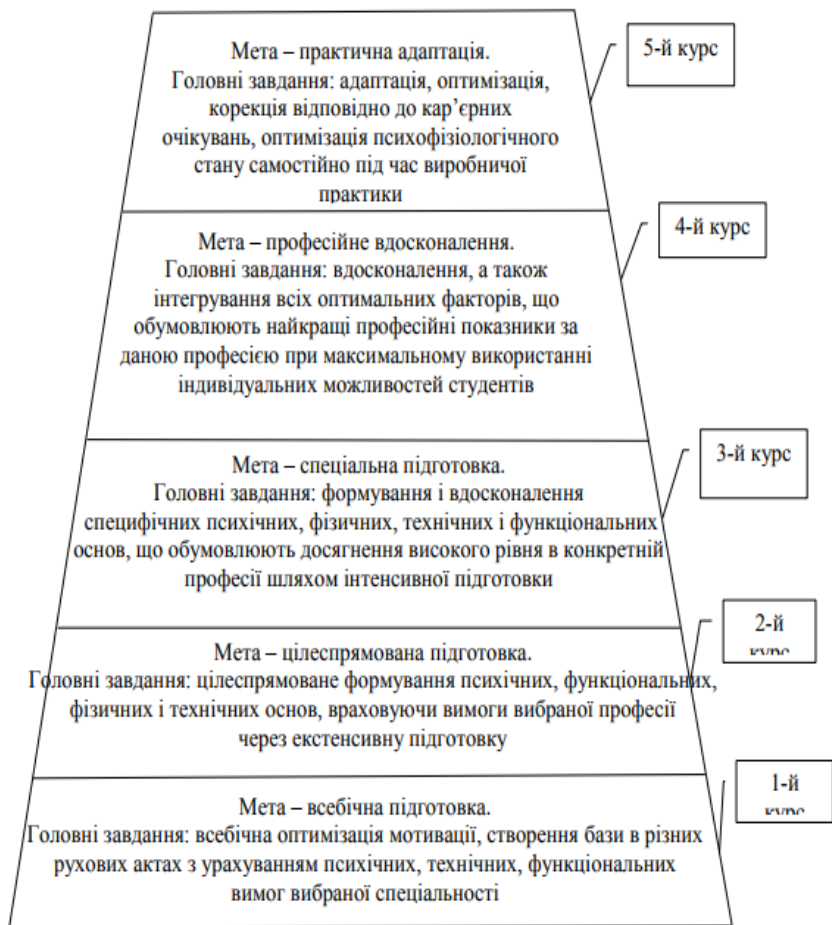 Мета – практична адаптація.
Головні завдання: адаптація, оптимізація,
корекція відповідно до кар’єрних
очікувань, оптимізація психофізіологічного
стану самостійно під час виробничої
практики
5-й курс
Мета – професійне вдосконалення.
Головні завдання: вдосконалення, а також
інтегрування всіх оптимальних факторів, що
обумовлюють найкращі професійні показники за
даною професією при максимальному використанні
індивідуальних можливостей студентів
4-й курс
Мета – спеціальна підготовка.
Головні завдання: формування і вдосконалення
специфічних психічних, фізичних, технічних і функціональних
основ, що обумовлюють досягнення високого рівня в конкретній
професії шляхом інтенсивної підготовки
3-й курс
Мета – цілеспрямована підготовка.
Головні завдання: цілеспрямоване формування психічних, функціональних,
фізичних і технічних основ, враховуючи вимоги вибраної професії
через екстенсивну підготовку
2-й
курс
Мета – всебічна підготовка.
Головні завдання: всебічна оптимізація мотивації, створення бази в різних
рухових актах з урахуванням психічних, технічних, функціональних
вимог вибраної спеціальності
1-й
курс